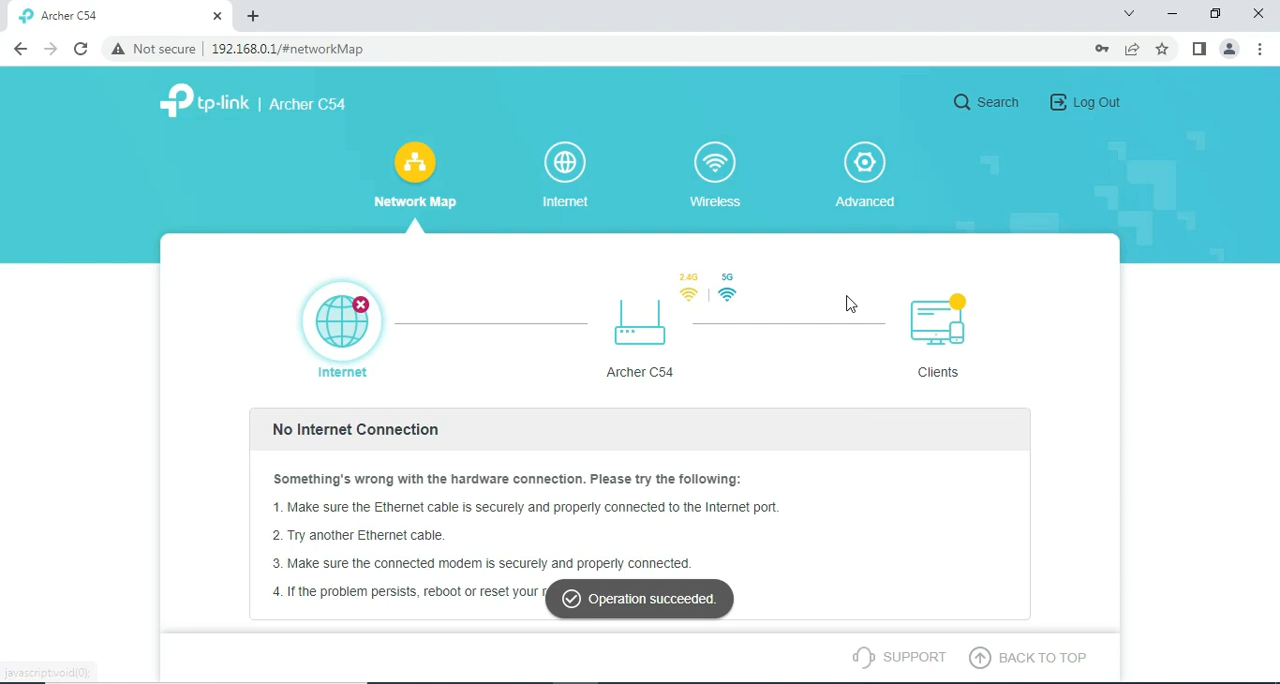 Archer C54
Not secure
192.168.0.1/#networkMap
tp-link | Archer C54
Search
Log Out
Network Map
Internet
Wireless
Advanced
2.4G
5G
Internet
Archer C54
Clients
No Internet Connection
Something's wrong with the hardware connection. Please try the following:
1. Make sure the Ethernet cable is securely and properly connected to the Internet port.
2. Try another Ethernet cable.
3. Make sure the connected modem is securely and properly connected.
4. If the problem persists, reboot or reset your
Operation succeeded.
SUPPORT
BACK TO TOP
javascript:void(0);